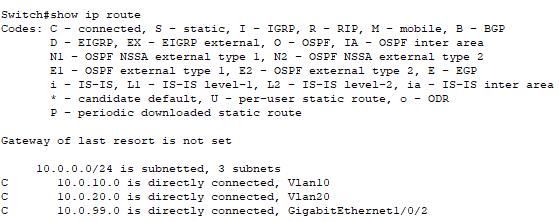 Switch#show ip route
Codes: C - connected, S - static, I - IGRP, R - RIP, M - mobile, B - BGP
D - EIGRP, EX - EIGRP external, O - OSPF, IA - OSPF inter area
N1 - OSPF NSSA external type 1, N2 - OSPF NSSA external type 2
E1 - OSPF external type 1, E2 - OSPF external type 2, E - EGP
i - IS-IS, L1 - IS-IS level-1, L2 - IS-IS level-2, ia - IS-IS inter area
* - candidate default, U - per-user static route, o - ODR
P - periodic downloaded static route
Gateway of last resort is not set
10.0.0.0/24 is subnetted, 3 subnets
C 10.0.10.0 is directly connected, Vlan10
C 10.0.20.0 is directly connected, Vlan20
C 10.0.99.0 is directly connected, GigabitEthernet1/0/2